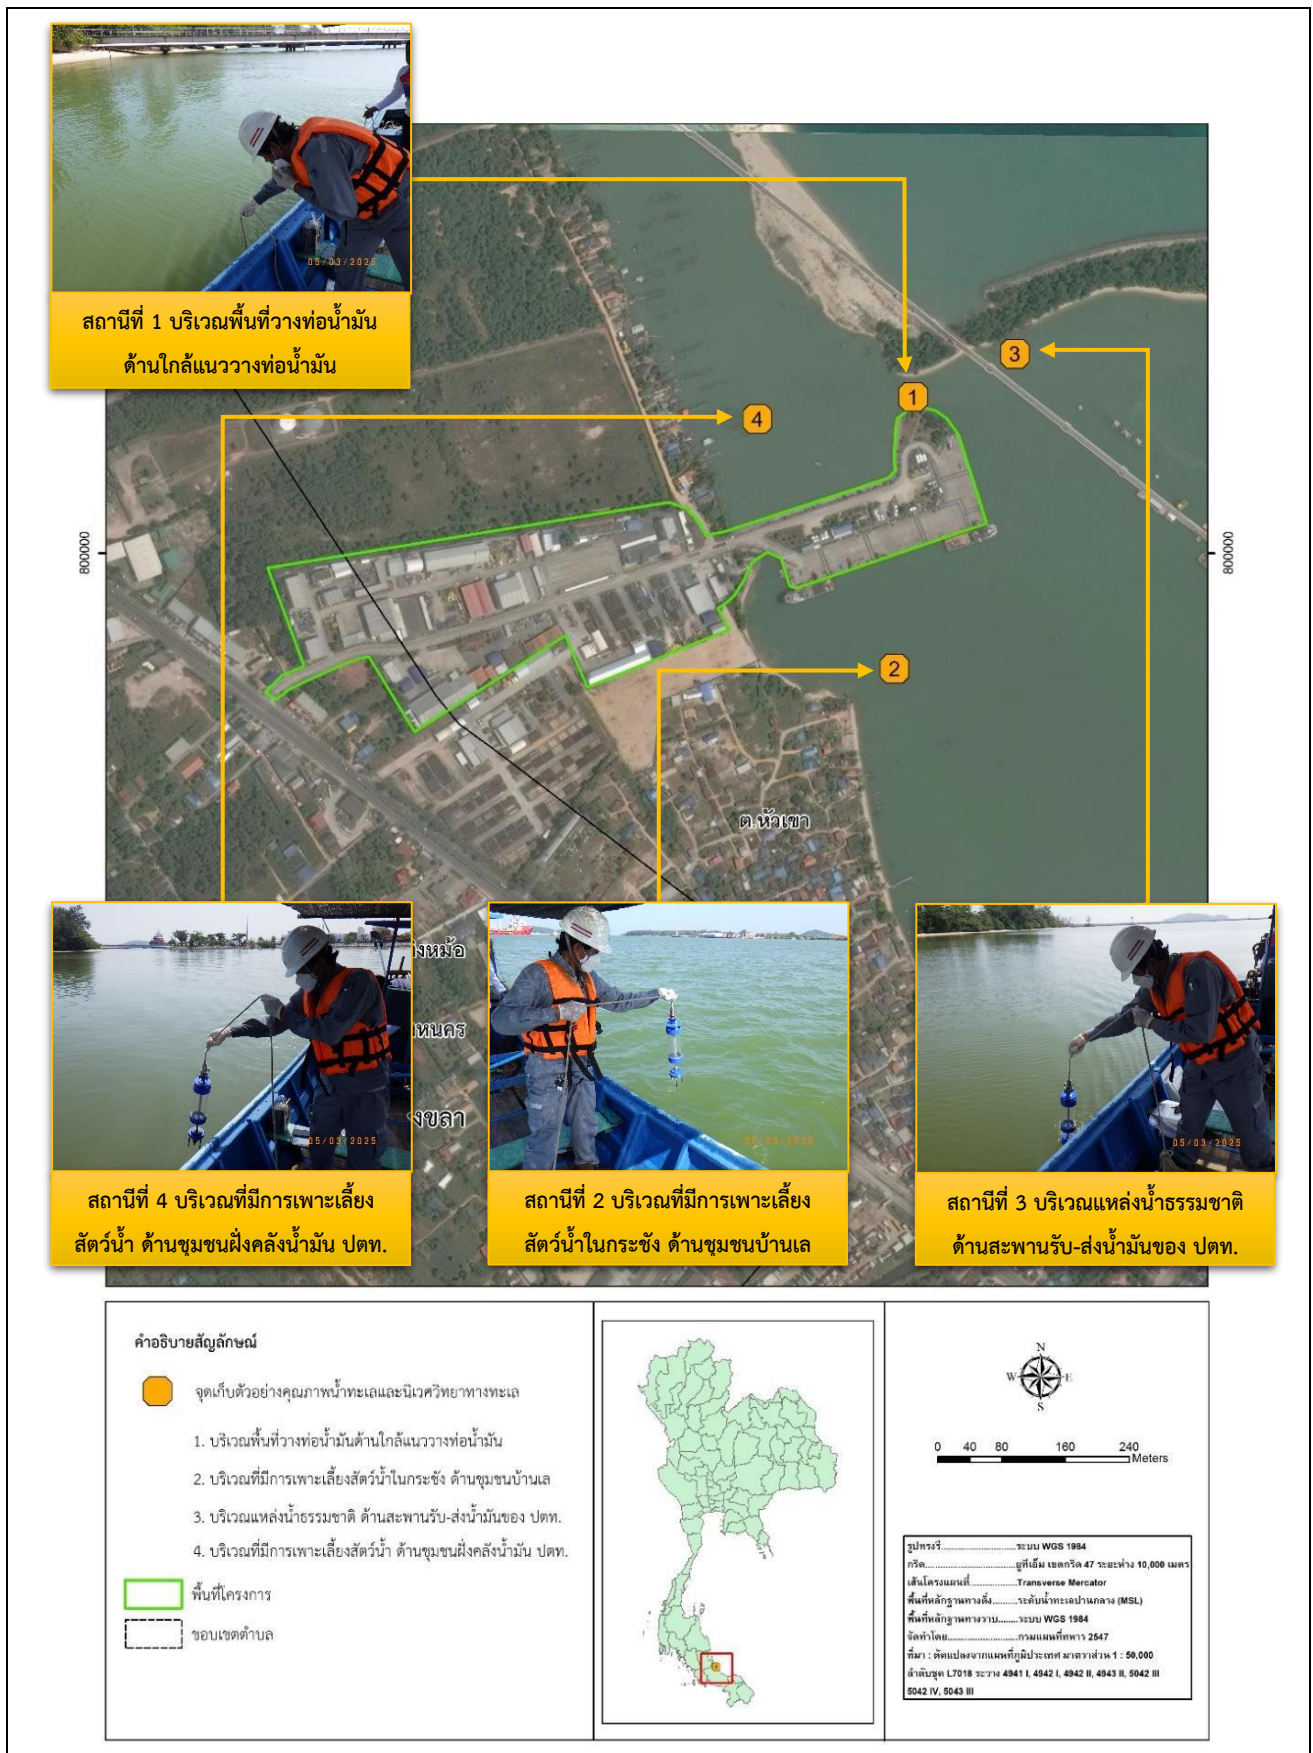 05/03/2025
สถานีที่ 1 บริเวณพื้นที่วางท่อน้ำมัน
ด้านใกล้แนววางท่อน้ำมัน
3
1
4
800000
800000
2
ต.หัวเขา
งขลา
05/03/2025
05/03/2025
05/03/2025
สถานีที่ 4 บริเวณที่มีการเพาะเลี้ยง
สัตว์น้ำ ด้านชุมชนฝั่งคลังน้ำมัน ปตท.
สถานีที่ 2 บริเวณที่มีการเพาะเลี้ยง
สัตว์น้ำในกระชัง ด้านชุมชนบ้านเล
สถานีที่ 3 บริเวณแหล่งน้ำธรรมชาติ
ด้านสะพานรับ-ส่งน้ำมันของ ปตท.
คำอธิบายสัญลักษณ์
จุดเก็บตัวอย่างคุณภาพน้ำทะเลและนิเวศวิทยาทางทะเล
1. บริเวณพื้นที่วางท่อน้ำมันด้านใกล้แนววางท่อน้ำมัน
2. บริเวณที่มีการเพาะเลี้ยงสัตว์น้ำในกระชัง ด้านชุมชนบ้านเล
3. บริเวณแหล่งน้ำธรรมชาติ ด้านสะพานรับ-ส่งน้ำมันของ ปตท.
4. บริเวณที่มีการเพาะเลี้ยงสัตว์น้ำ ด้านชุมชนฝั่งคลังน้ำมัน ปตท.
พื้นที่โครงการ
ขอบเขตตำบล
N
W E
S
0 40 80 160 240
Meters
รูปทรงรี....................ระบบ WGS 1984
กริด....................ยูทีเอ็ม เขตกริด 47 ระยะห่าง 10,000 เมตร
เส้นโครงแผนที่............Transverse Mercator
พื้นที่หลักฐานทางดิ่ง........ระดับน้ำทะเลปานกลาง (MSL)
พื้นที่หลักฐานทางราบ........ระบบ WGS 1984
จัดทำโดย....................กรมแผนที่ทหาร 2547
ที่มา : ดัดแปลงจากแผนที่ภูมิประเทศ มาตราส่วน 1 : 50,000
ลำดับชุด L7018 ระวาง 4941 I, 4942 I, 4942 II, 4943 II, 5042 III
5042 IV, 5043 III